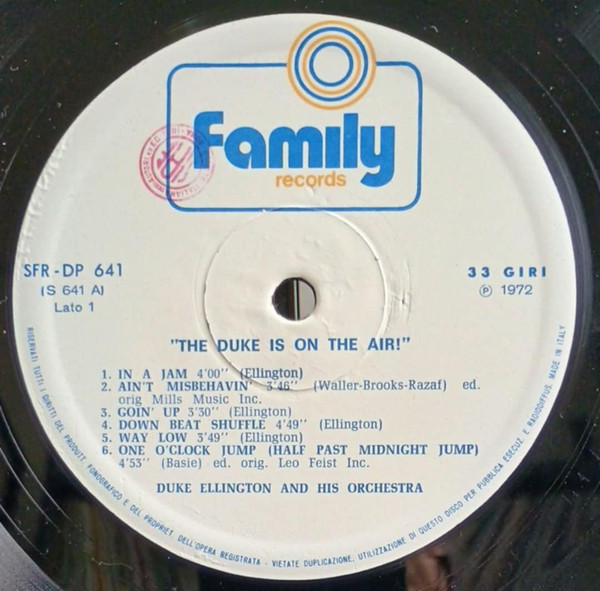 Family
records
SFR - DP 641
(S 641 A)
Lato 1
33 GIRI
℗ 1972
"THE DUKE IS ON THE AIR!"
1. IN A JAM 4'00'' (Ellington)
2. AIN'T MISBEHAVIN' 3'46'' (Waller-Brooks-Razaf) ed.
orig Mills Music Inc.
3. GOIN' UP 3'30'' (Ellington)
4. DOWN BEAT SHUFFLE 4'49'' (Ellington)
5. WAY LOW 3'49'' (Ellington)
6. ONE O'CLOCK JUMP (HALF PAST MIDNIGHT JUMP)
4'53'' (Basie) ed. orig. Leo Feist Inc.
DUKE ELLINGTON AND HIS ORCHESTRA
RISERVATI TUTTI I DIRITTI DEL PRODUTT. FONOGRAFICO E DEL PROPRIET. DELL'OPERA REGISTRATA - VIETATE DUPLICAZIONE, UTILIZZAZIONE DI QUESTO DISCO PER PUBBLICA ESECUZ. E RADIODIFFUS. MADE IN ITALY